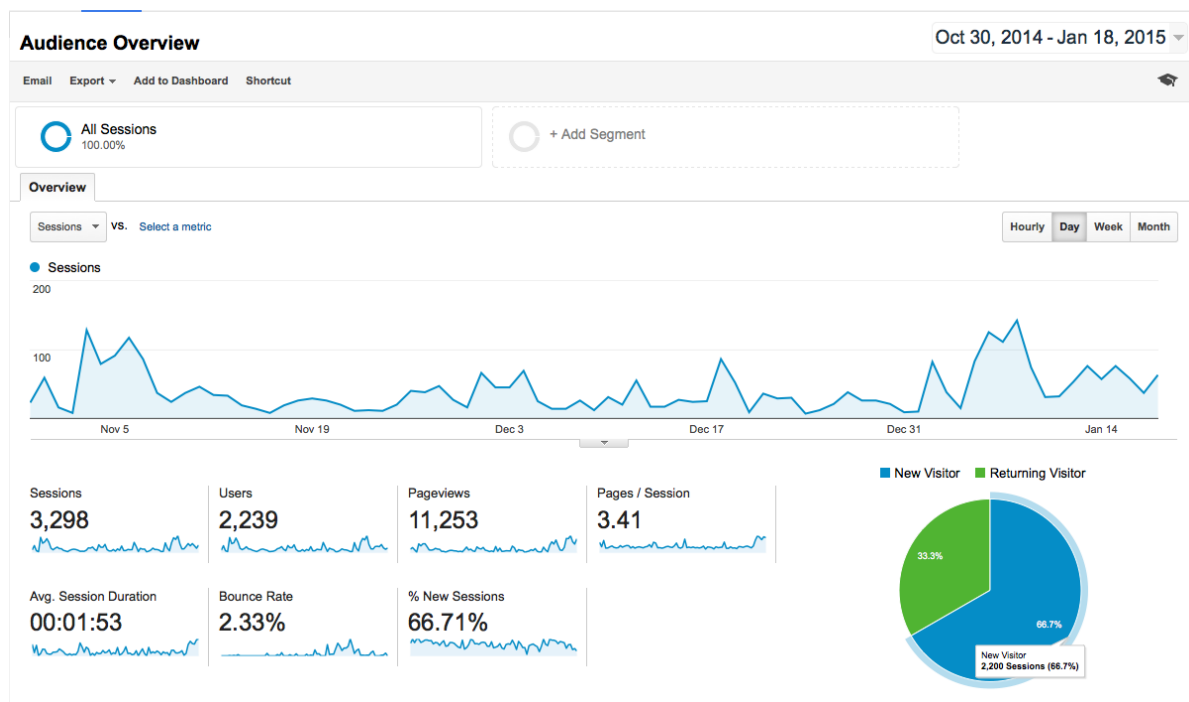 Audience Overview
Oct 30, 2014 - Jan 18, 2015
Email Export Add to Dashboard Shortcut
All Sessions
100.00%
+ Add Segment
Overview
Sessions VS. Select a metric
Hourly Day Week Month
Sessions
200
100
Nov 5 Nov 19 Dec 3 Dec 17 Dec 31 Jan 14
New Visitor Returning Visitor
Sessions Users Pageviews Pages / Session
3,298 2,239 11,253 3.41
33.3%
Avg. Session Duration Bounce Rate % New Sessions
00:01:53 2.33% 66.71%
66.7%
New Visitor
2,200 Sessions (66.7%)